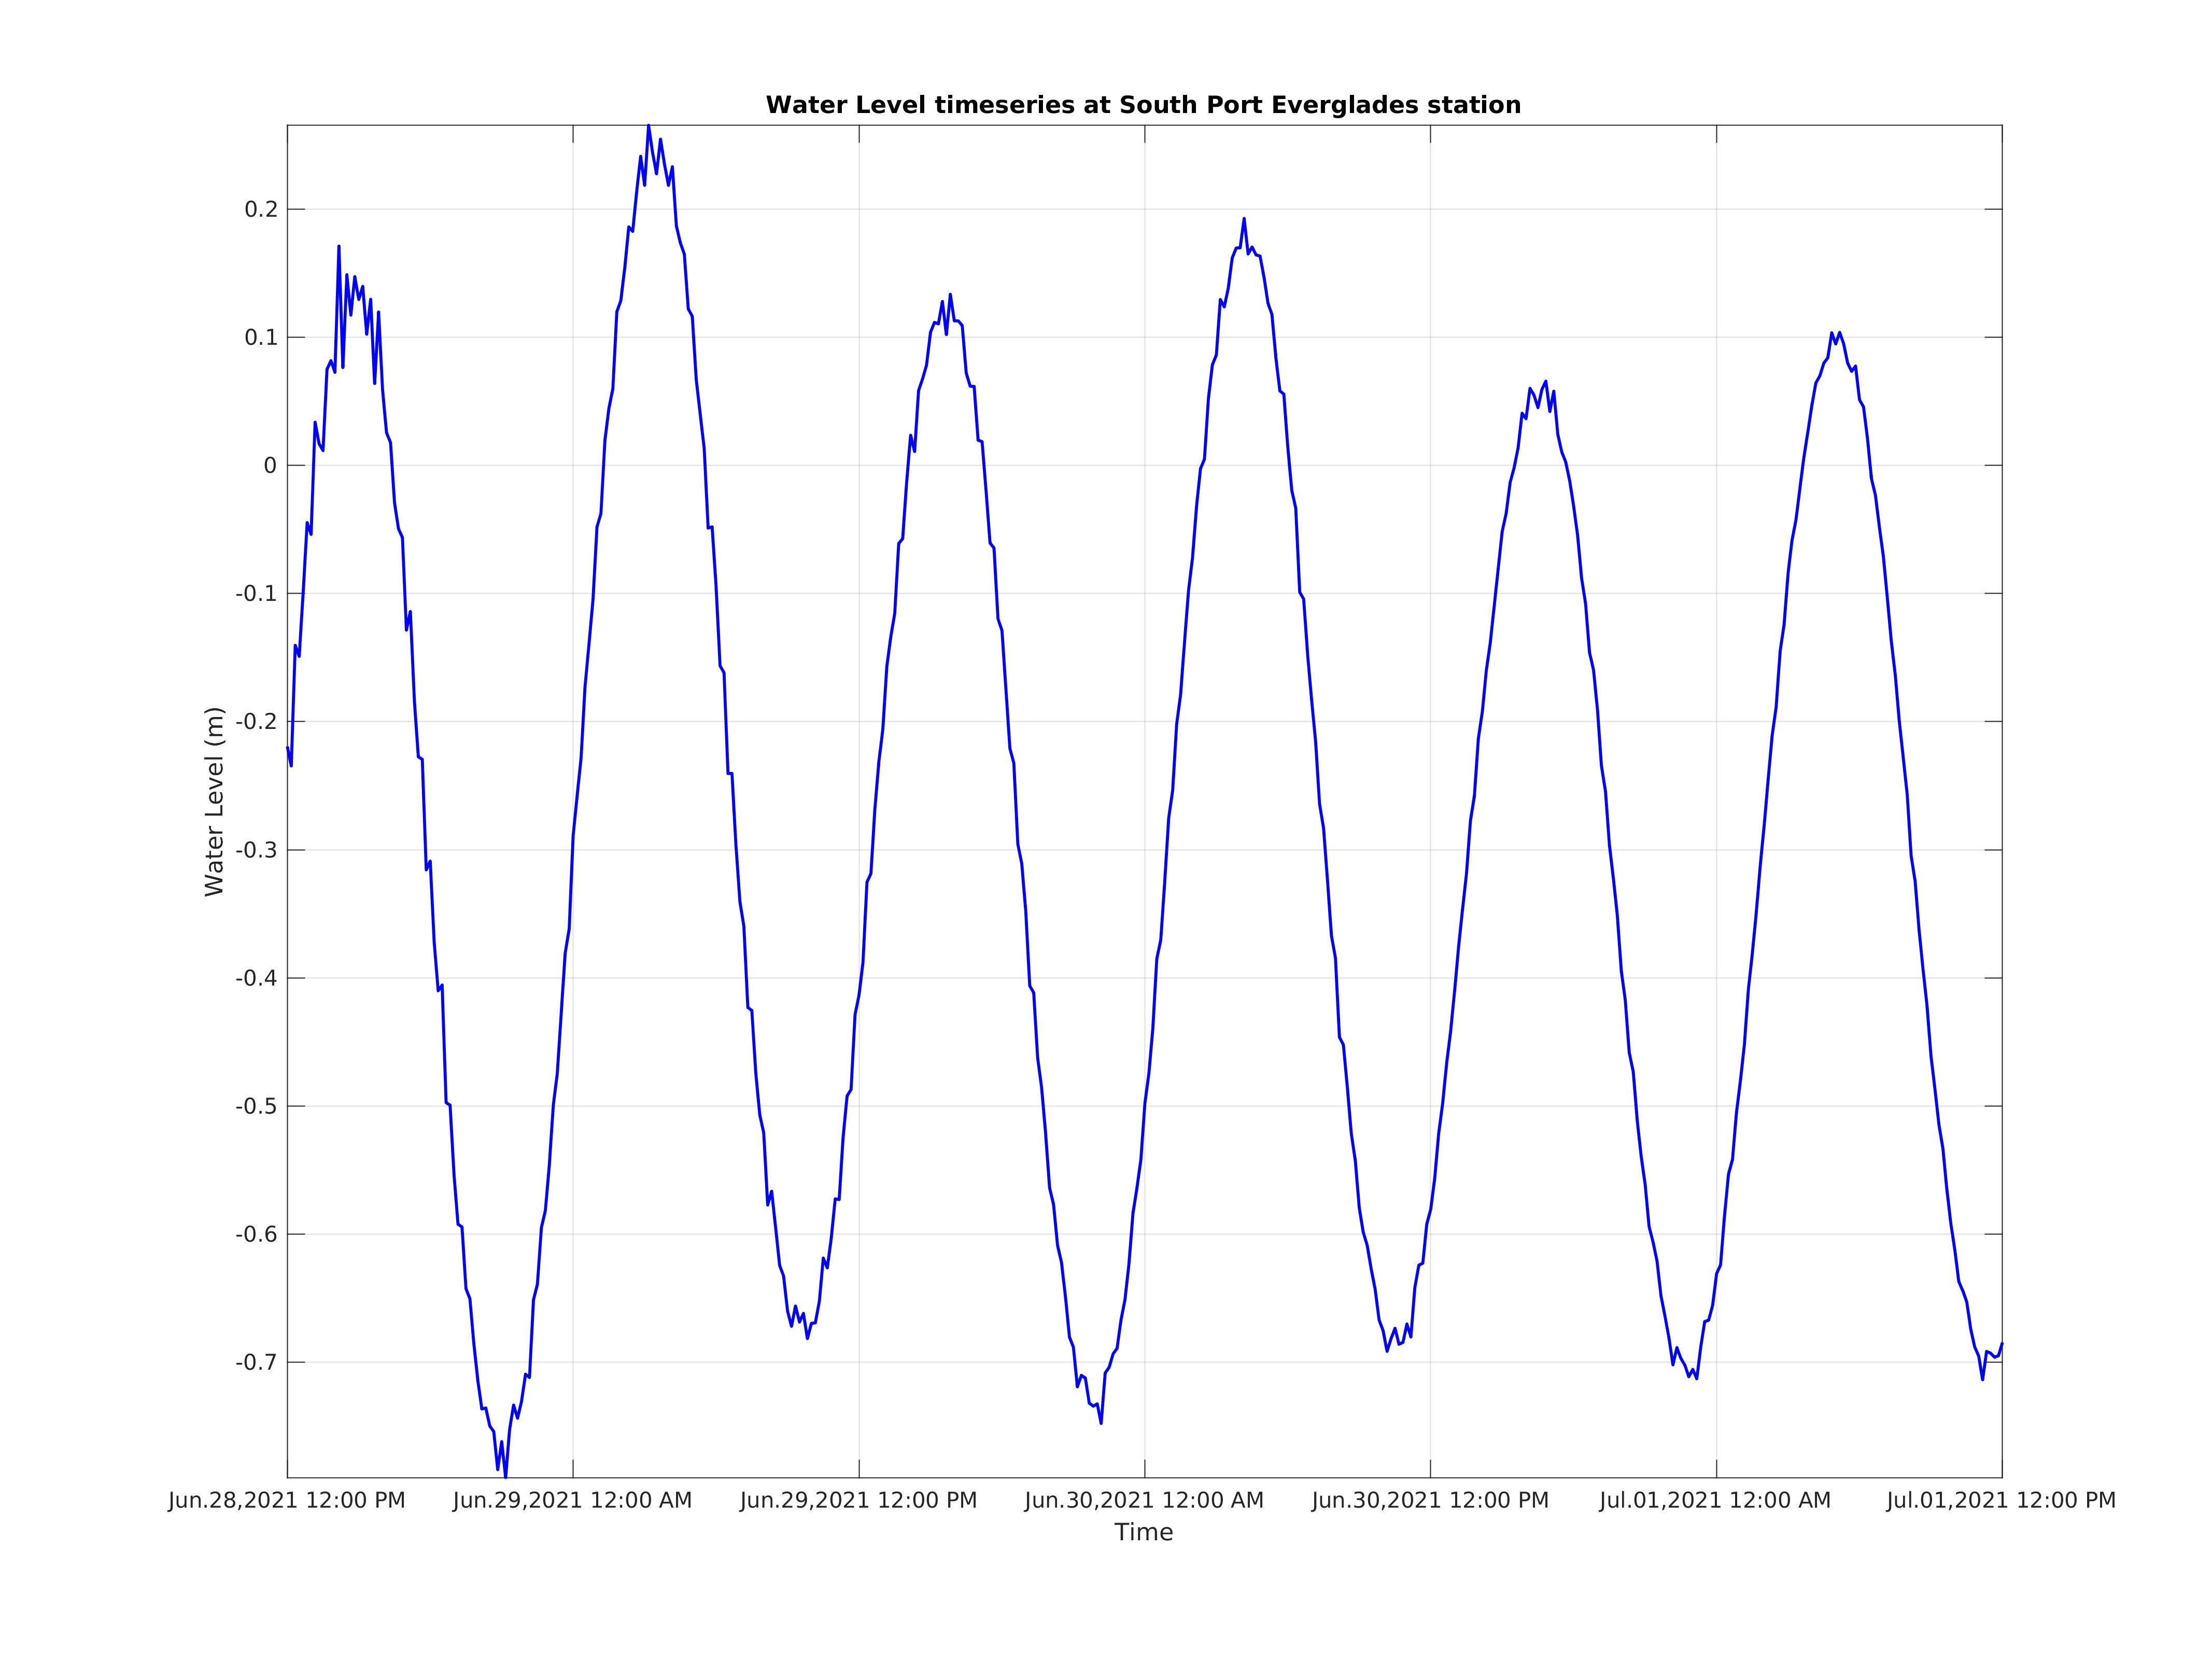 Water Level timeseries at South Port Everglades station
0.2
0.1
0
-0.1
-0.2
-0.3
-0.4
-0.5
-0.6
-0.7
Water Level (m)
Jun.28,2021 12:00 PM
Jun.29,2021 12:00 AM
Jun.29,2021 12:00 PM
Jun.30,2021 12:00 AM
Jun.30,2021 12:00 PM
Jul.01,2021 12:00 AM
Jul.01,2021 12:00 PM
Time